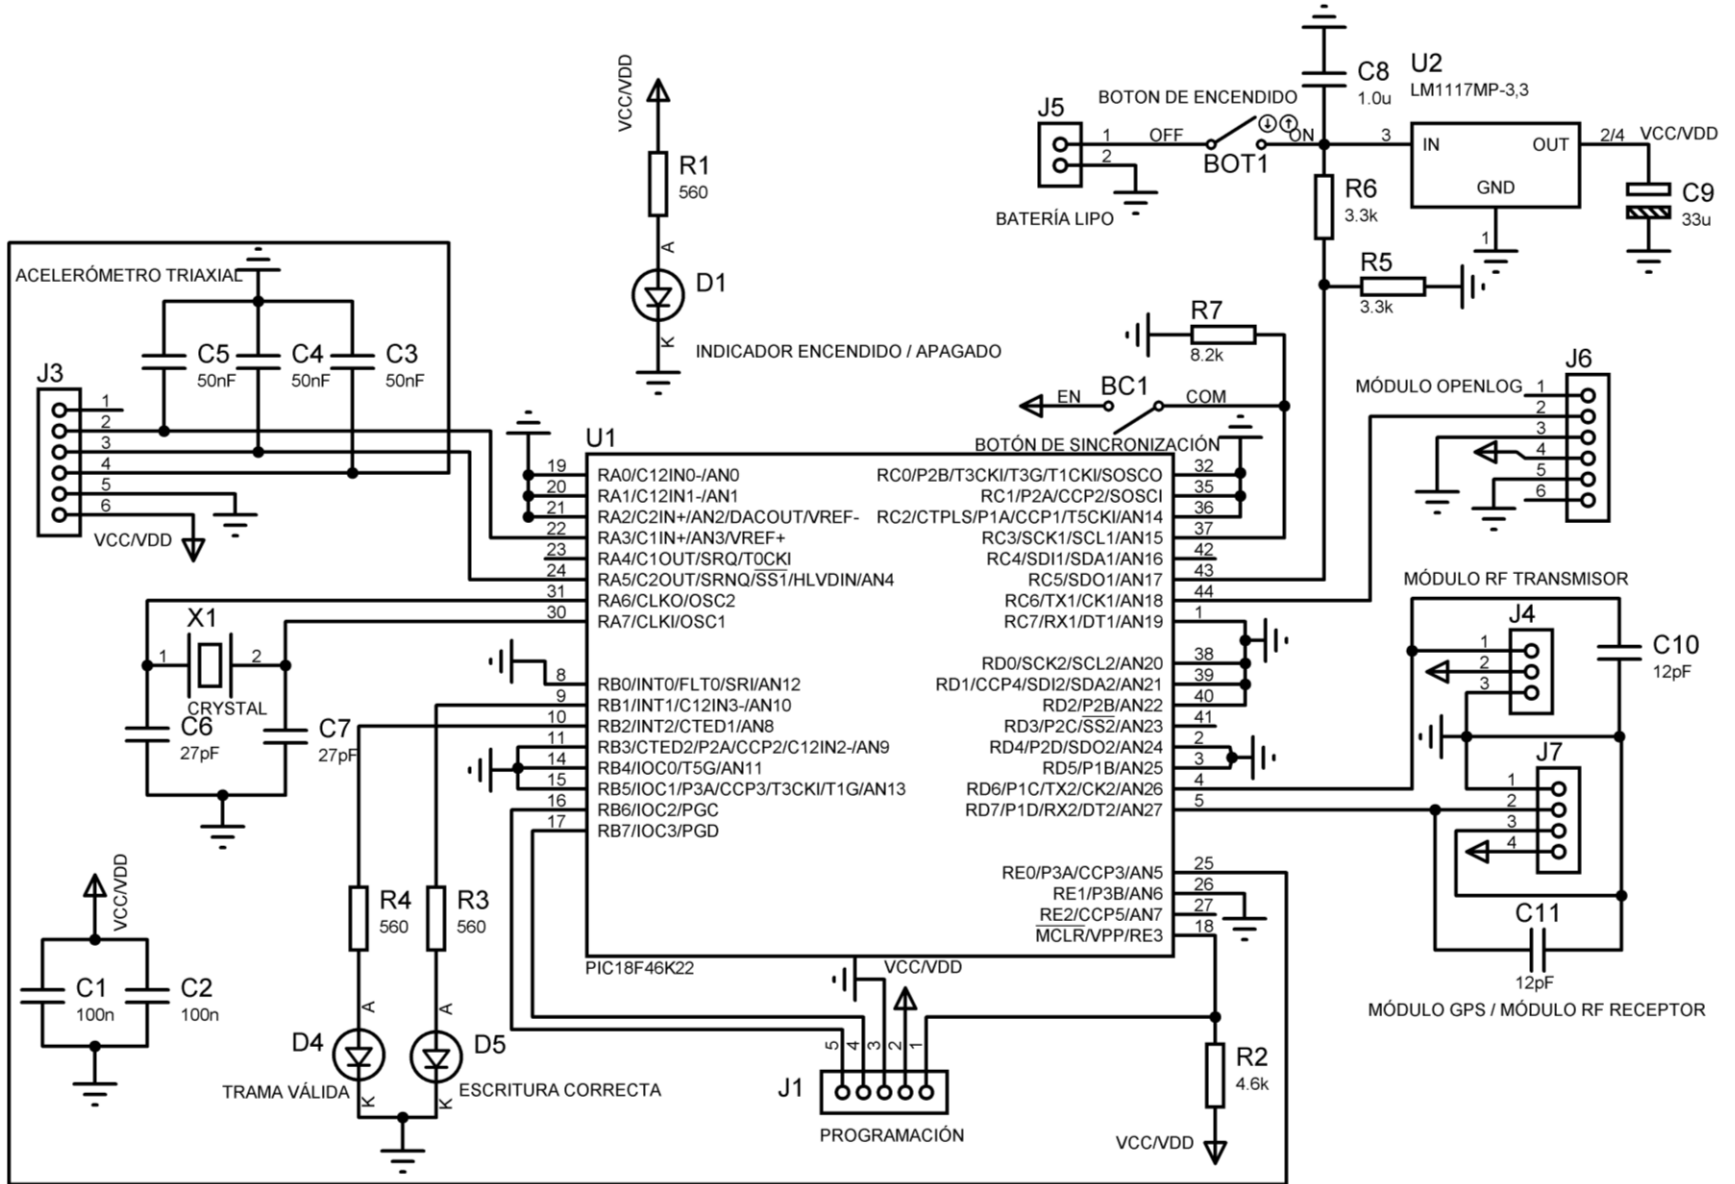 VCC/VDD
R1
560
A
D1
K
INDICADOR ENCENDIDO / APAGADO
J5
1
2
BATERÍA LIPO
BOTON DE ENCENDIDO
OFF
ON
BOT1
C8
1.0u
U2
LM1117MP-3,3
3
IN
OUT
GND
1
2/4
VCC/VDD
C9
33u
R6
3.3k
R5
3.3k
R7
8.2k
EN
BC1
COM
BOTÓN DE SINCRONIZACIÓN
ACELERÓMETRO TRIAXIAL
C5
50nF
C4
50nF
C3
50nF
J3
1
2
3
4
5
6
VCC/VDD
X1
1
2
CRYSTAL
C6
27pF
C7
27pF
U1
19
RA0/C12IN0-/AN0
20
RA1/C12IN1-/AN1
21
RA2/C2IN+/AN2/DACOUT/VREF-
22
RA3/C1IN+/AN3/VREF+
23
RA4/C1OUT/SRQ/T0CKI
24
RA5/C2OUT/SRNQ/SS1/HLVDIN/AN4
31
RA6/CLKO/OSC2
30
RA7/CLKI/OSC1
8
RB0/INT0/FLT0/SRI/AN12
9
RB1/INT1/C12IN3-/AN10
10
RB2/INT2/CTED1/AN8
11
RB3/CTED2/P2A/CCP2/C12IN2-/AN9
14
RB4/IOC0/T5G/AN11
15
RB5/IOC1/P3A/CCP3/T3CKI/T1G/AN13
16
RB6/IOC2/PGC
17
RB7/IOC3/PGD
RC0/P2B/T3CKI/T3G/T1CKI/SOSCO
32
RC1/P2A/CCP2/SOSCI
35
RC2/CTPLS/P1A/CCP1/T5CKI/AN14
36
RC3/SCK1/SCL1/AN15
37
RC4/SDI1/SDA1/AN16
42
RC5/SDO1/AN17
43
RC6/TX1/CK1/AN18
44
RC7/RX1/DT1/AN19
1
RD0/SCK2/SCL2/AN20
38
RD1/CCP4/SDI2/SDA2/AN21
39
RD2/P2B/AN22
40
RD3/P2C/SS2/AN23
41
RD4/P2D/SDO2/AN24
2
RD5/P1B/AN25
3
RD6/P1C/TX2/CK2/AN26
4
RD7/P1D/RX2/DT2/AN27
5
RE0/P3A/CCP3/AN5
25
RE1/P3B/AN6
26
RE2/CCP5/AN7
27
MCLR/VPP/RE3
18
PIC18F46K22
MÓDULO OPENLOG
J6
1
2
3
4
5
6
MÓDULO RF TRANSMISOR
J4
1
2
3
C10
12pF
J7
1
2
3
4
C11
12pF
MÓDULO GPS / MÓDULO RF RECEPTOR
VCC/VDD
C1
100n
C2
100n
R4
560
R3
560
A
D4
K
TRAMA VÁLIDA
A
D5
K
ESCRITURA CORRECTA
VCC/VDD
5
4
3
2
1
J1
PROGRAMACIÓN
R2
4.6k
VCC/VDD